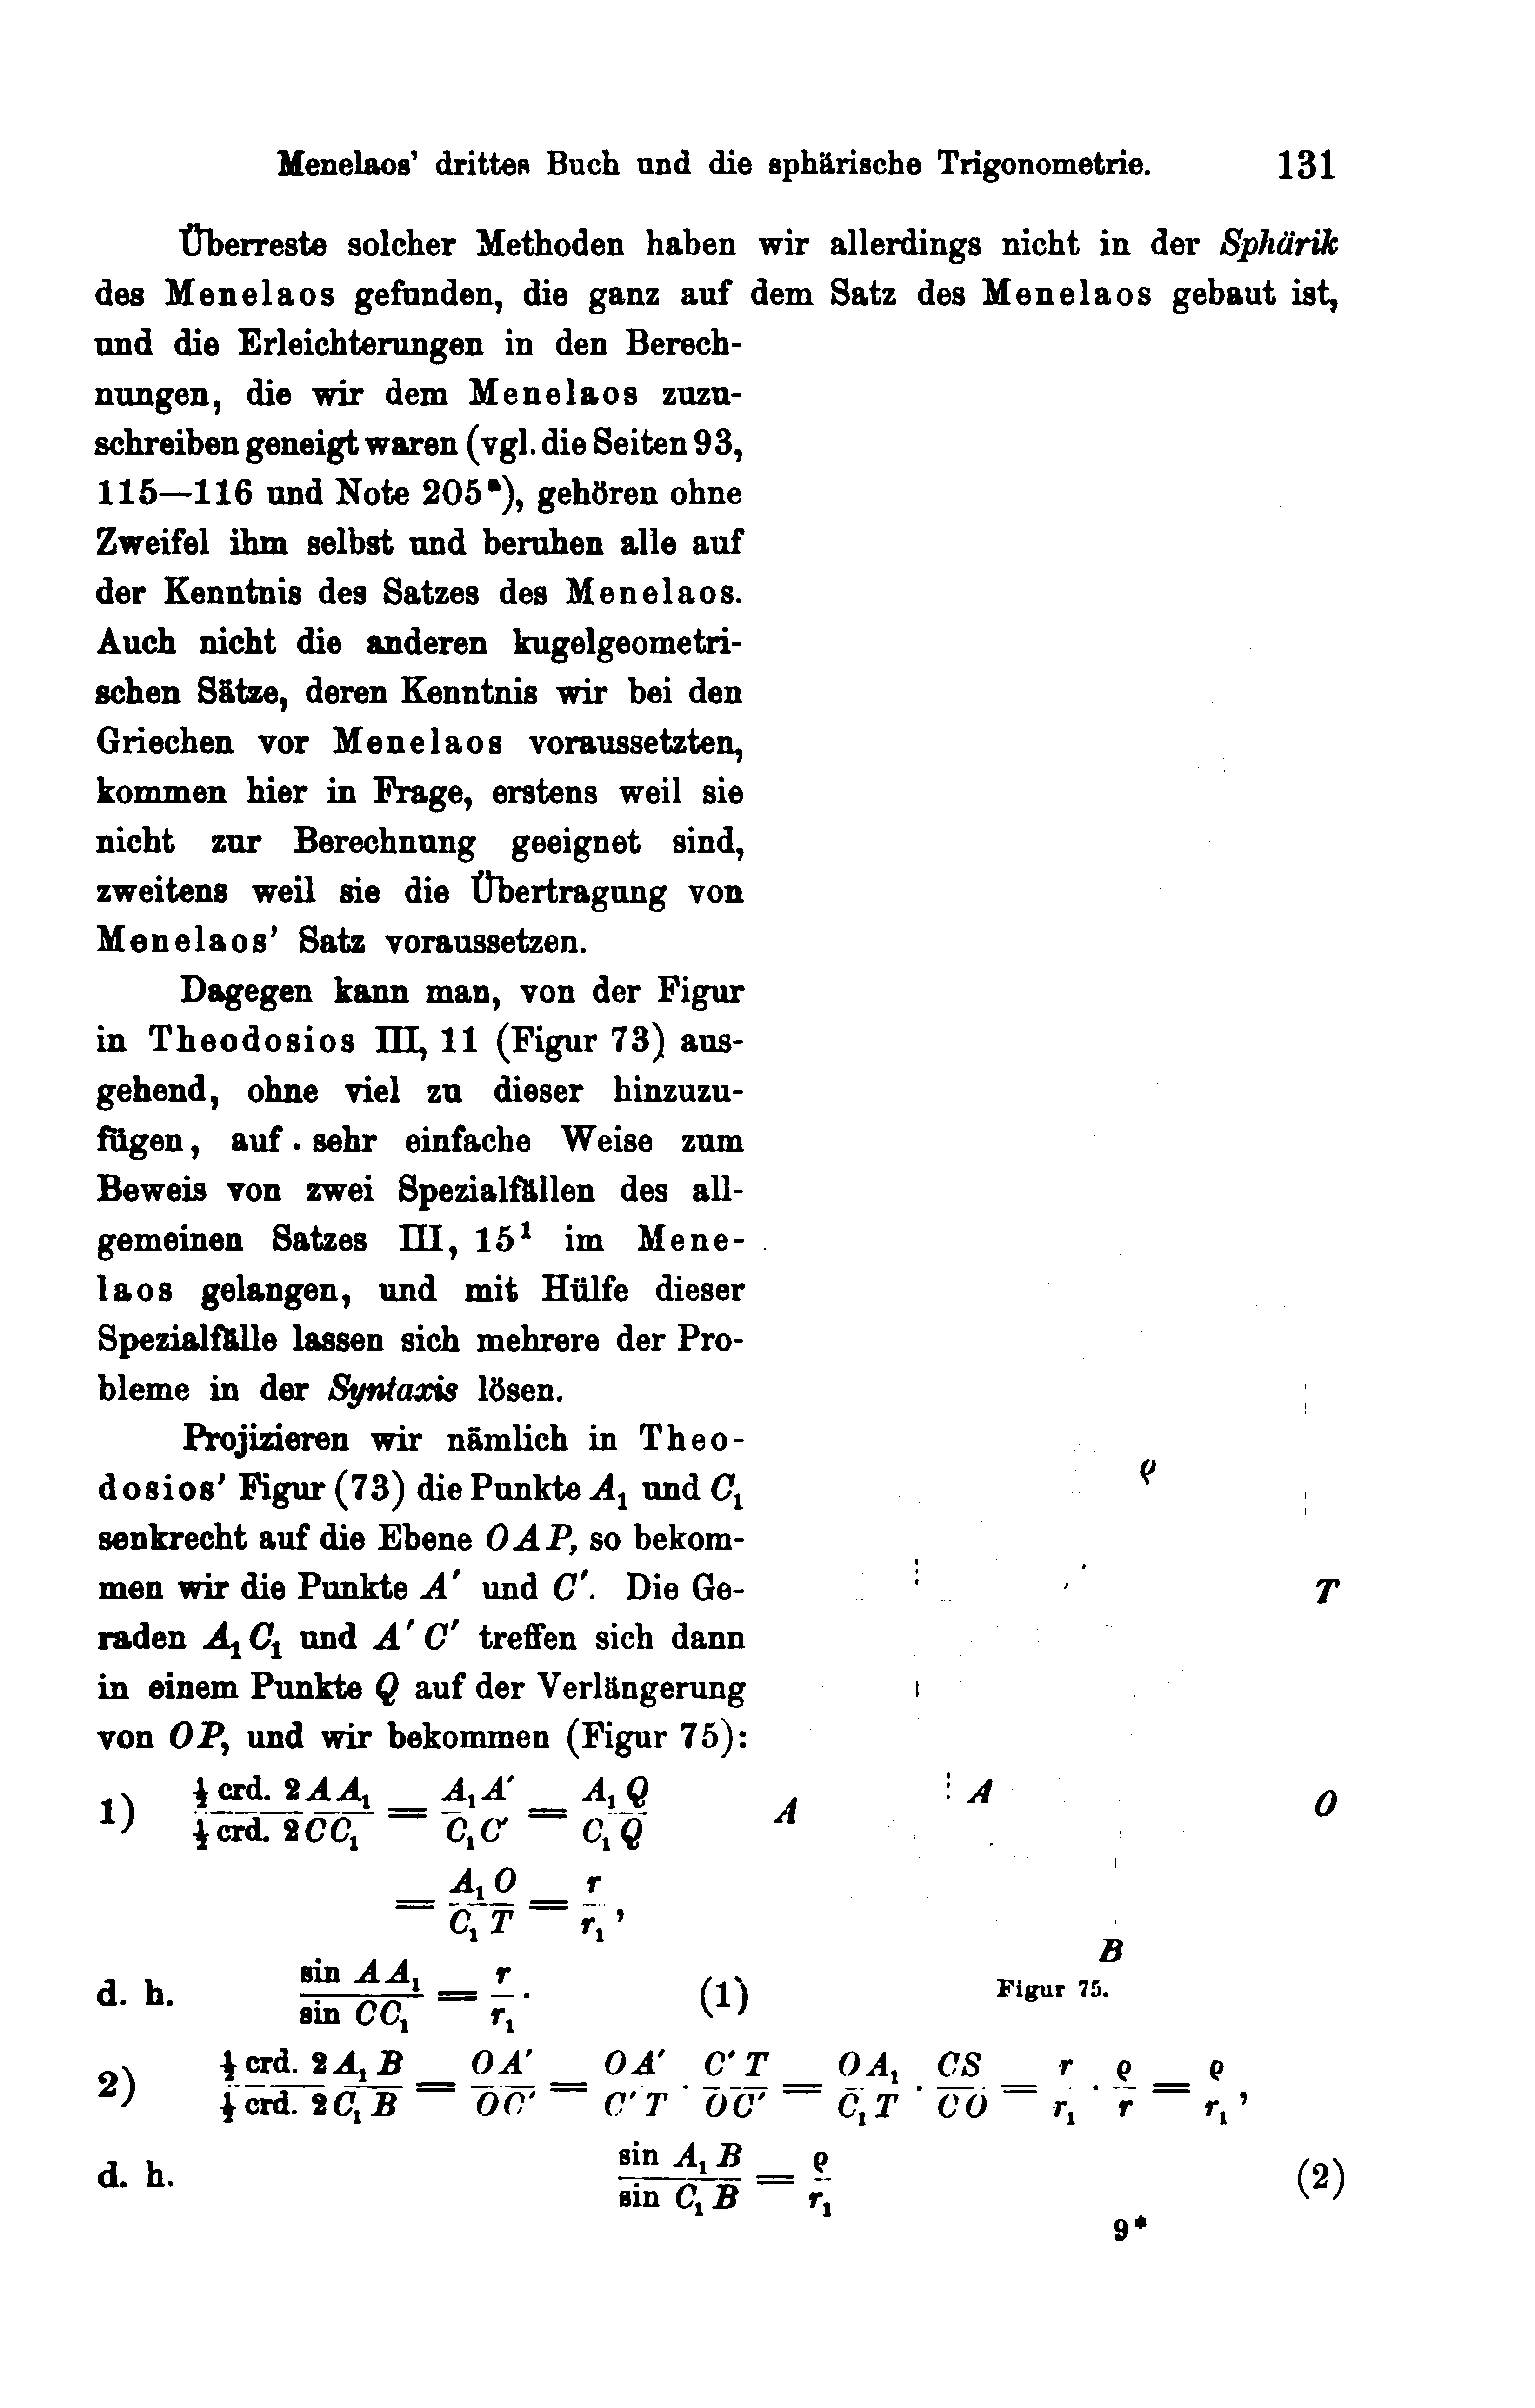 Menelaos' drittes Buch und die sphärische Trigonometrie. 131
Überreste solcher Methoden haben wir allerdings nicht in der Sphärik
des Menelaos gefunden, die ganz auf dem Satz des Menelaos gebaut ist,
und die Erleichterungen in den Berech-
nungen, die wir dem Menelaos zuzu-
schreiben geneigt waren (vgl. die Seiten 93,
115—116 und Note 205ª), gehören ohne
Zweifel ihm selbst und beruhen alle auf
der Kenntnis des Satzes des Menelaos.
Auch nicht die anderen kugelgeometri-
schen Sätze, deren Kenntnis wir bei den
Griechen vor Menelaos voraussetzten,
kommen hier in Frage, erstens weil sie
nicht zur Berechnung geeignet sind,
zweitens weil sie die Übertragung von
Menelaos' Satz voraussetzen.
Dagegen kann man, von der Figur
in Theodosios III, 11 (Figur 73) aus-
gehend, ohne viel zu dieser hinzuzu-
fügen, auf sehr einfache Weise zum
Beweis von zwei Spezialfällen des all-
gemeinen Satzes III, 15¹ im Mene-
laos gelangen, und mit Hülfe dieser
Spezialfälle lassen sich mehrere der Pro-
bleme in der Syntaxis lösen.
Projizieren wir nämlich in Theo-
dosios' Figur (73) die Punkte A₁ und C₁
senkrecht auf die Ebene OAP, so bekom-
men wir die Punkte A′ und C′. Die Ge-
raden A₁C₁ und A′C′ treffen sich dann
in einem Punkte Q auf der Verlängerung
von OP, und wir bekommen (Figur 75):
1) ½ crd. 2AA₁ / ½ crd. 2CC₁ = A₁A′ / C₁C′ = A₁Q / C₁Q
= A₁O / C₁T = r / r₁,
d. h. sin AA₁ / sin CC₁ = r / r₁. (1)
ϱ
T
A A O
B
Figur 75.
2) ½ crd. 2A₁B / ½ crd. 2C₁B = OA′ / OC′ = OA′ / C′T · C′T / OC′ = OA₁ / C₁T · CS / CO = r / r₁ · ϱ / r = ϱ / r₁,
d. h. sin A₁B / sin C₁B = ϱ / r₁ (2)
9*